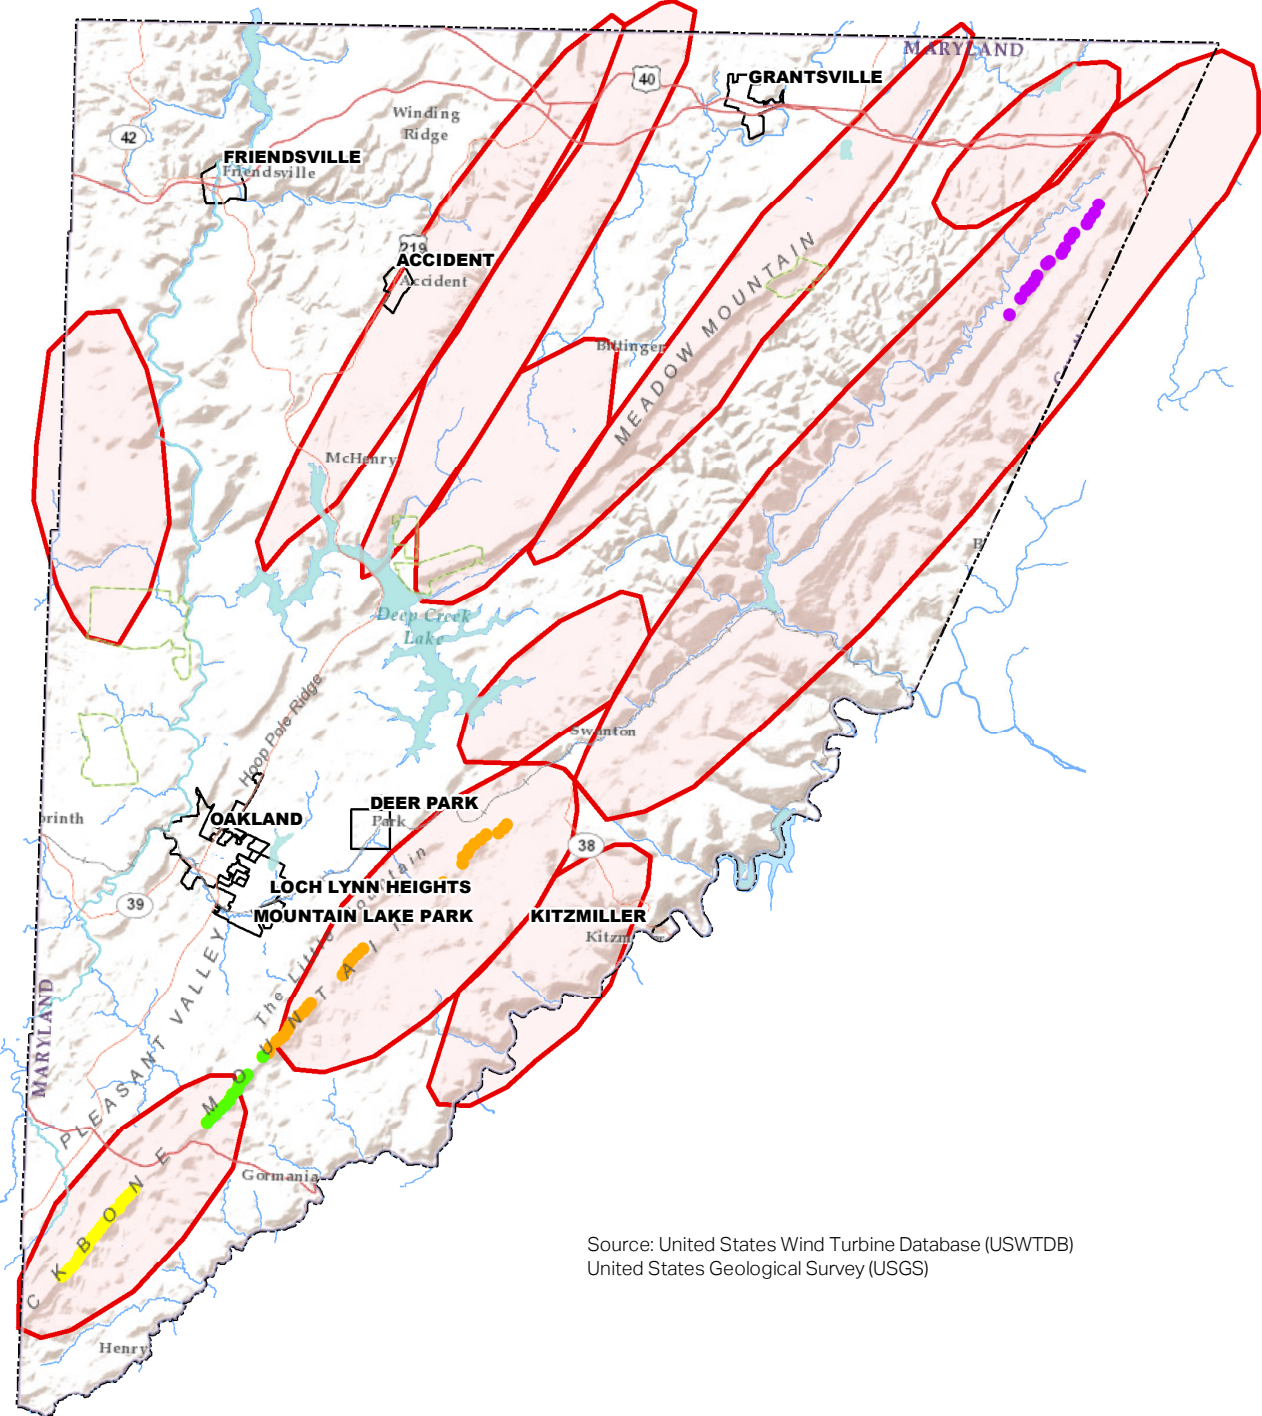 MARYLAND
40
GRANTSVILLE
Winding
Ridge
42
FRIENDSVILLE
Friendsville
219
ACCIDENT
Accident
MEADOW MOUNTAIN
Bittinger
McHenry
Deep Creek
Lake
Hoop Pole Ridge
Swanton
DEER PARK
Park
OAKLAND
38
39
LOCH LYNN HEIGHTS
MOUNTAIN LAKE PARK
KITZMILLER
The Little Mountain
PLEASANT VALLEY
MARYLAND
C K B O N E M O U N T A I N
Gormania
Henry
Source: United States Wind Turbine Database (USWTDB)
United States Geological Survey (USGS)